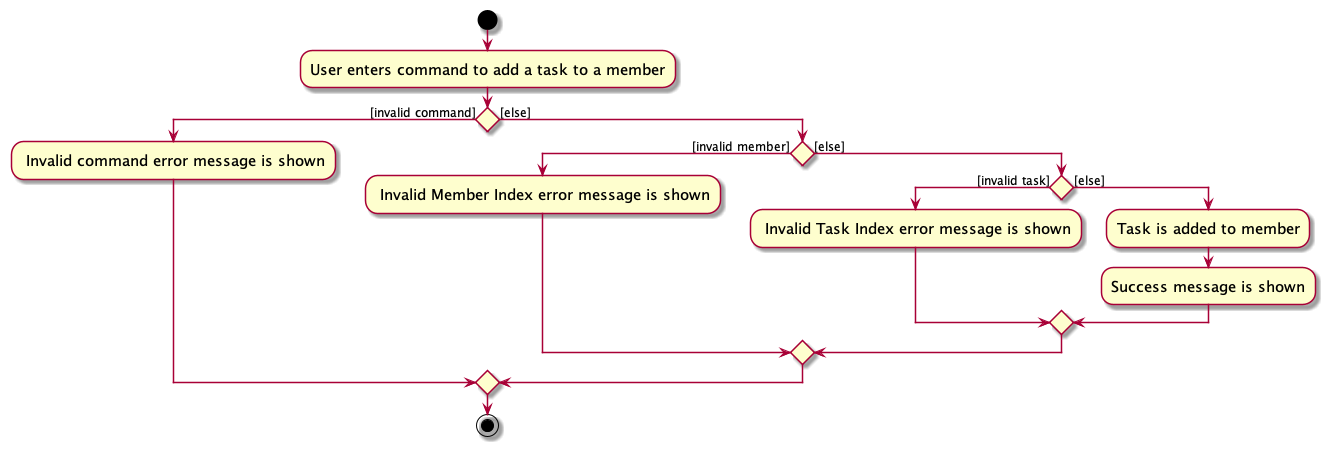 User enters command to add a task to a member
[invalid command]
[else]
Invalid command error message is shown
[invalid member]
[else]
Invalid Member Index error message is shown
[invalid task]
[else]
Invalid Task Index error message is shown
Task is added to member
Success message is shown